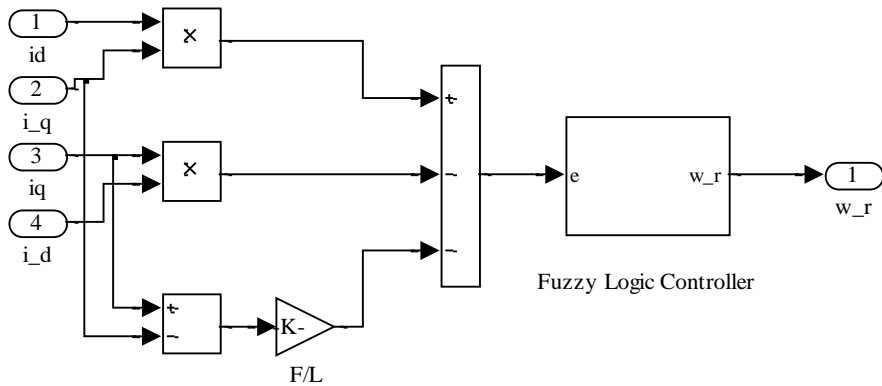 1
id
2
i_q
3
iq
4
i_d
×
×
+
-
K-
F/L
+
-
-
e
w_r
Fuzzy Logic Controller
1
w_r